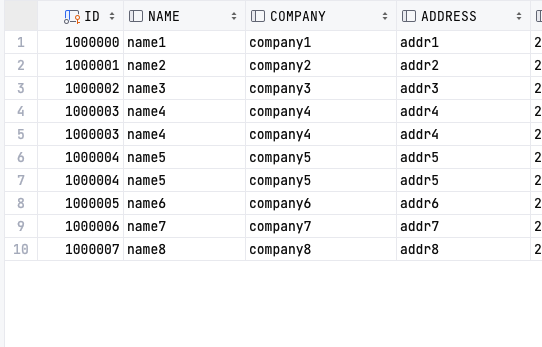 ID NAME COMPANY ADDRESS
1 1000000 name1 company1 addr1 2
2 1000001 name2 company2 addr2 2
3 1000002 name3 company3 addr3 2
4 1000003 name4 company4 addr4 2
5 1000003 name4 company4 addr4 2
6 1000004 name5 company5 addr5 2
7 1000004 name5 company5 addr5 2
8 1000005 name6 company6 addr6 2
9 1000006 name7 company7 addr7 2
10 1000007 name8 company8 addr8 2